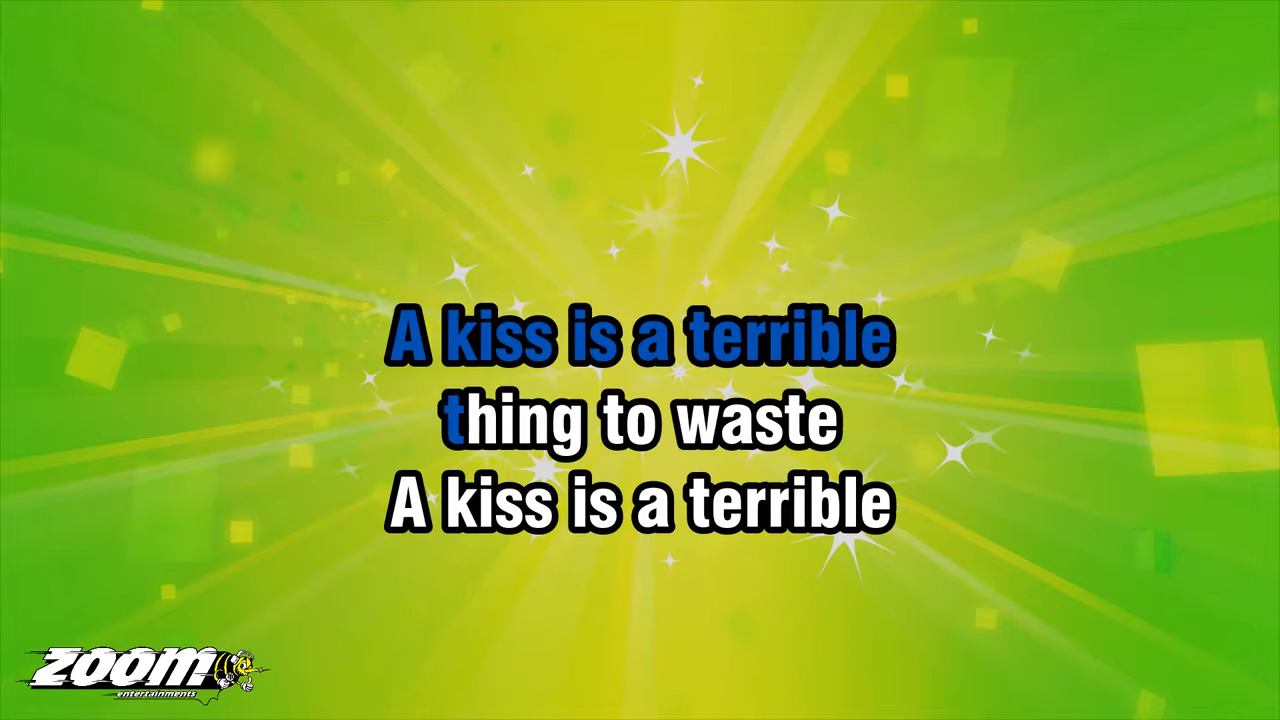 A kiss is a terrible
thing to waste
A kiss is a terrible
ZOOM
entertainments